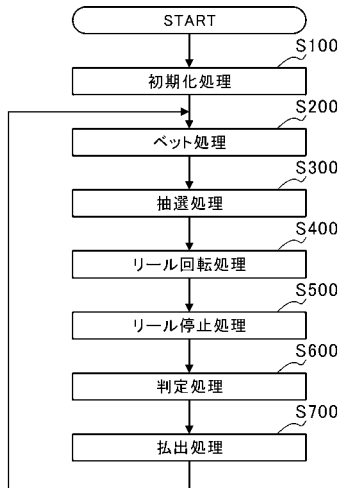 START
S100
初期化処理
S200
ベット処理
S300
抽選処理
S400
リール回転処理
S500
リール停止処理
S600
判定処理
S700
払出処理